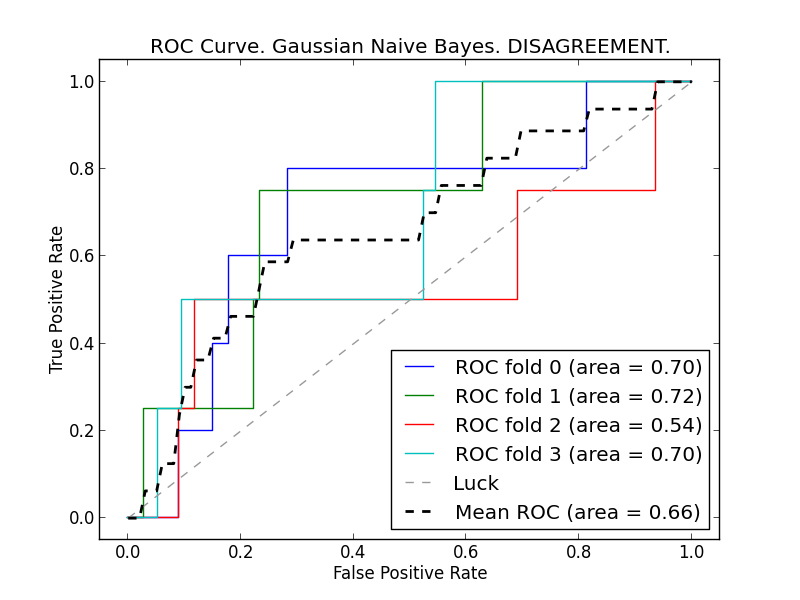 ROC Curve. Gaussian Naive Bayes. DISAGREEMENT.
1.0
0.8
0.6
0.4
0.2
0.0
True Positive Rate
ROC fold 0 (area = 0.70)
ROC fold 1 (area = 0.72)
ROC fold 2 (area = 0.54)
ROC fold 3 (area = 0.70)
Luck
Mean ROC (area = 0.66)
0.0 0.2 0.4 0.6 0.8 1.0
False Positive Rate